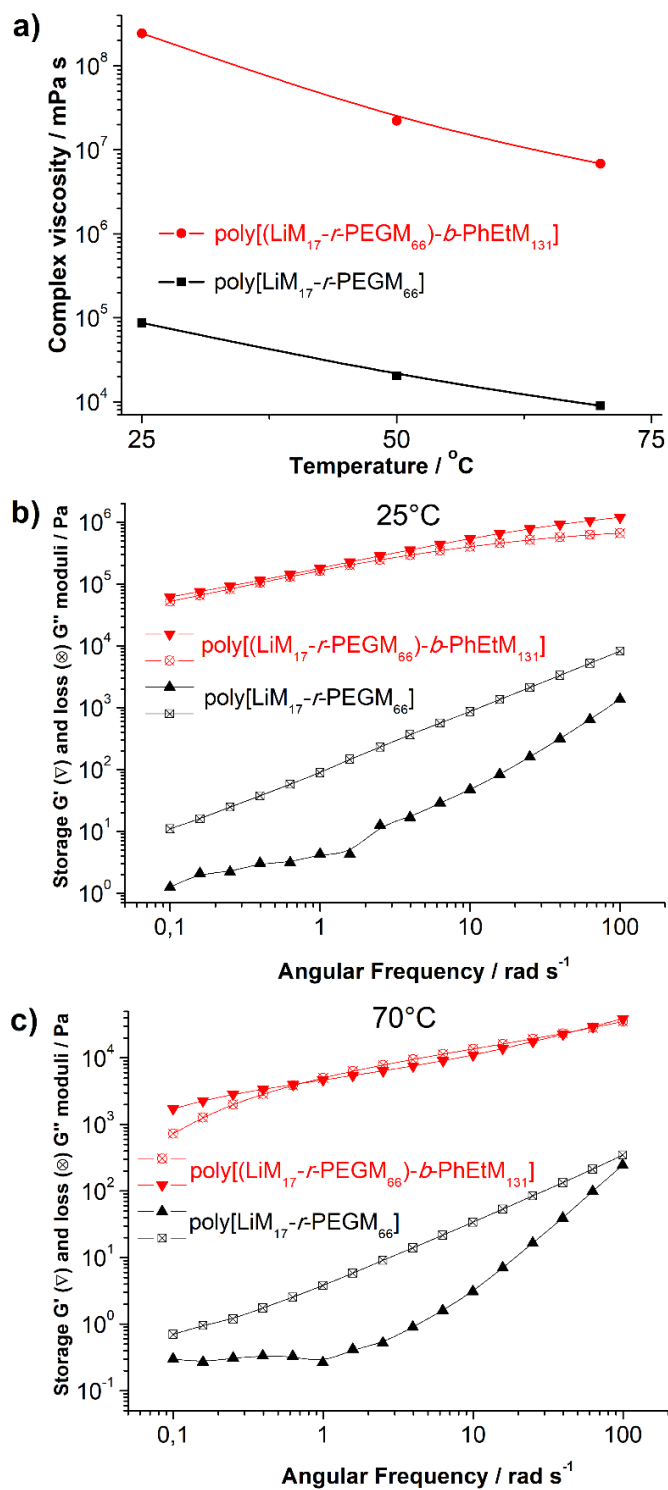 a)
Complex viscosity / mPa s
10⁸
10⁷
10⁶
10⁵
10⁴
poly[(LiM₁₇-r-PEGM₆₆)-b-PhEtM₁₃₁]
poly[LiM₁₇-r-PEGM₆₆]
25 50 75
Temperature / °C
b)
25°C
Storage G' (∇) and loss (⊗) G" moduli / Pa
10⁶
10⁵
10⁴
10³
10²
10¹
10⁰
poly[(LiM₁₇-r-PEGM₆₆)-b-PhEtM₁₃₁]
poly[LiM₁₇-r-PEGM₆₆]
0,1 1 10 100
Angular Frequency / rad s⁻¹
c)
70°C
Storage G' (∇) and loss (⊗) G" moduli / Pa
10⁴
10³
10²
10¹
10⁰
10⁻¹
poly[(LiM₁₇-r-PEGM₆₆)-b-PhEtM₁₃₁]
poly[LiM₁₇-r-PEGM₆₆]
0,1 1 10 100
Angular Frequency / rad s⁻¹